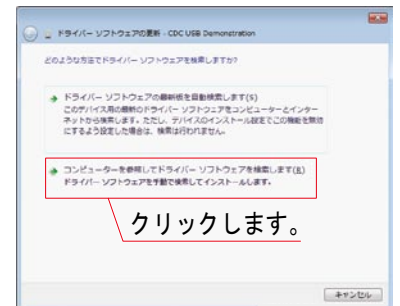 ドライバー ソフトウェアの更新 - CDC USB Demonstration
どのような方法でドライバー ソフトウェアを検索しますか?
ドライバー ソフトウェアの最新版を自動検索します(S)
このデバイス用の最新のドライバー ソフトウェアをコンピューターとインター
ネットから検索します。ただし、デバイスのインストール設定でこの機能を無効
にするよう設定した場合は、検索は行われません。
コンピューターを参照してドライバー ソフトウェアを検索します(R)
ドライバー ソフトウェアを手動で検索してインストールします。
クリックします。
キャンセル